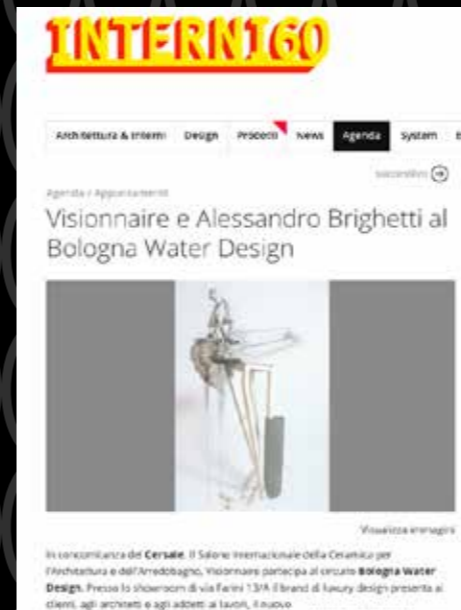 INTERNI60
Architettura & Interni Design Prodotti News Agenda System
successivo
Agenda / Appuntamenti
Visionnaire e Alessandro Brighetti al
Bologna Water Design
Visualizza immagini
In concomitanza del Cersaie, il Salone Internazionale della Ceramica per
l'Architettura e dell'Arredobagno, Visionnaire partecipa al circuito Bologna Water
Design. Presso lo showroom di via Farini 13/A il brand di luxury design presenta ai
clienti, agli architetti e agli addetti ai lavori, il nuovo